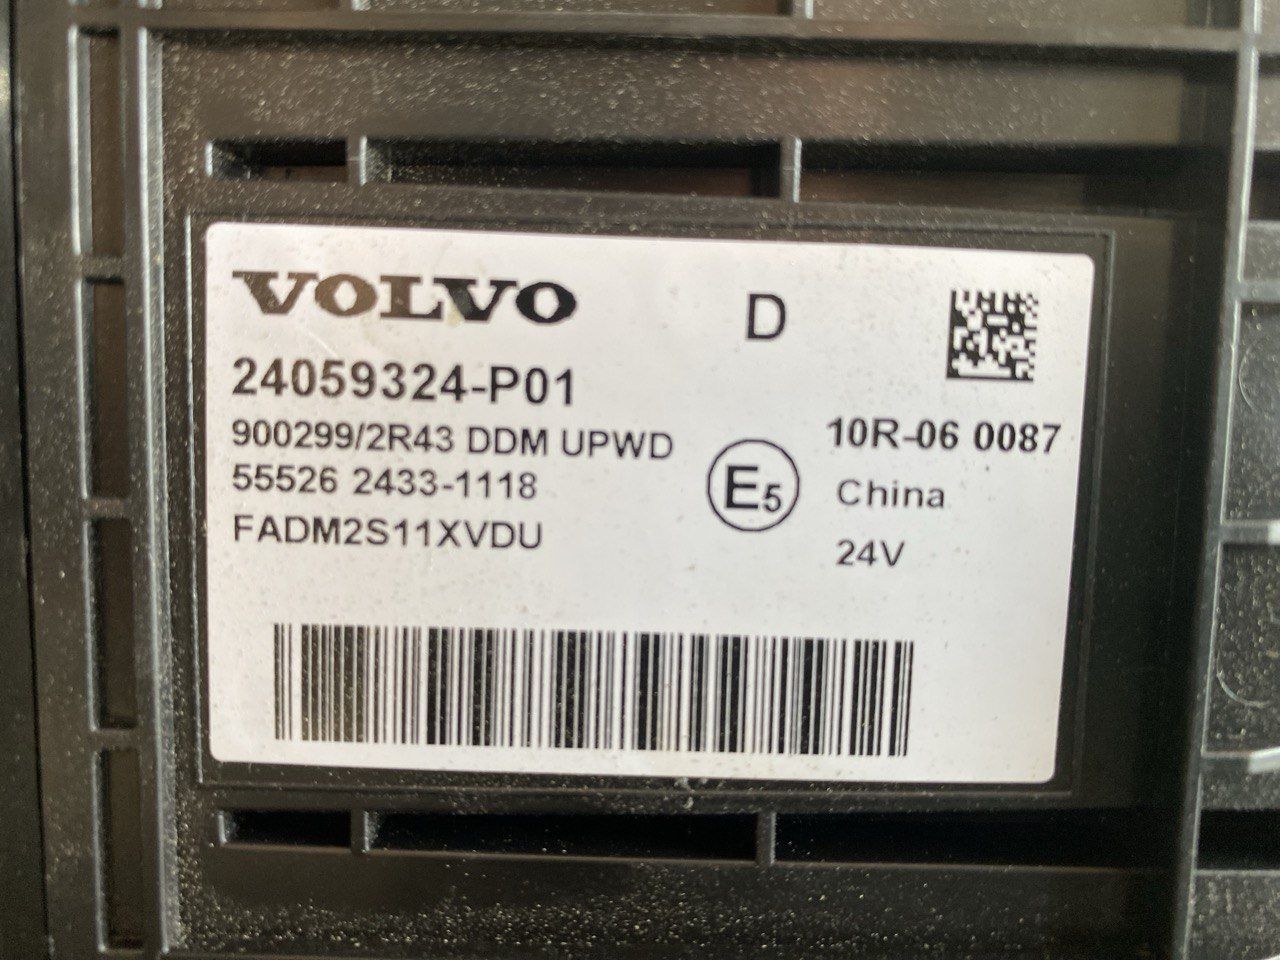 VOLVO
D
24059324-P01
900299/2R43 DDM UPWD
55526 2433-1118
FADM2S11XVDU
E5
10R-06 0087
China
24V